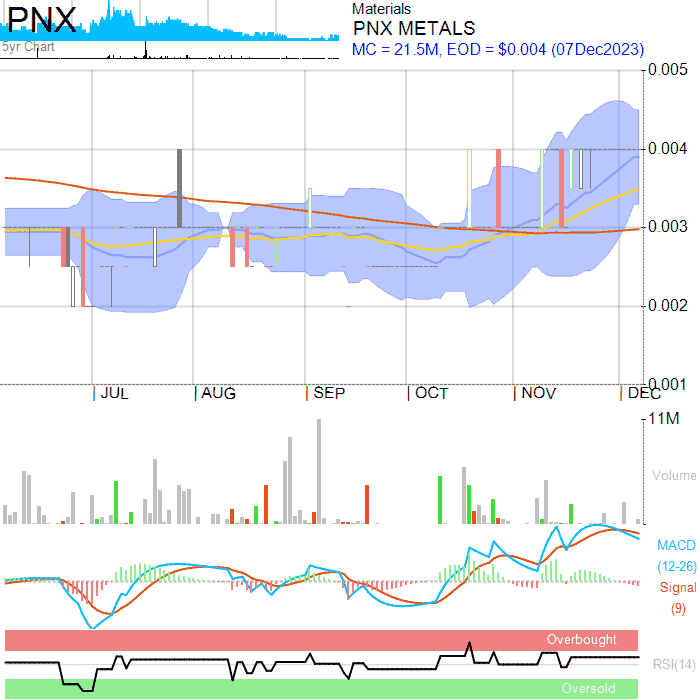 PNX
5yr Chart
Materials
PNX METALS
MC = 21.5M, EOD = $0.004 (07Dec2023)
0.005
0.004
0.003
0.002
0.001
JUL AUG SEP OCT NOV DEC
11M
Volume
MACD
(12-26)
Signal
(9)
Overbought
RSI(14)
Oversold